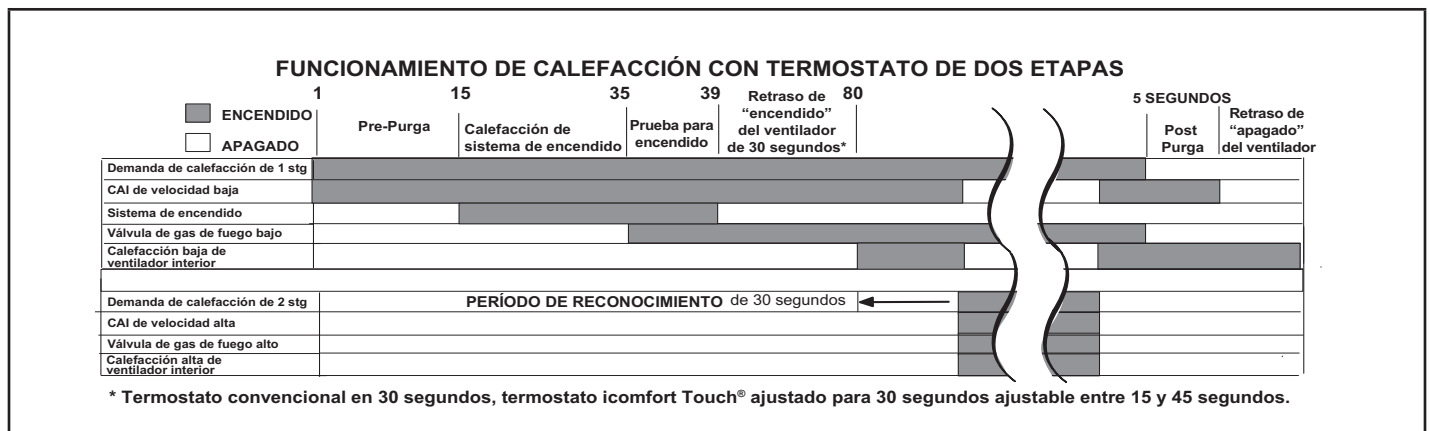 FUNCIONAMIENTO DE CALEFACCIÓN CON TERMOSTATO DE DOS ETAPAS
1 15 35 39 80 5 SEGUNDOS
ENCENDIDO
APAGADO
Pre-Purga
Calefacción de
sistema de encendido
Prueba para
encendido
Retraso de
“encendido”
del ventilador
de 30 segundos*
Post
Purga
Retraso de
“apagado”
del ventilador
Demanda de calefacción de 1 stg
CAI de velocidad baja
Sistema de encendido
Válvula de gas de fuego bajo
Calefacción baja de
ventilador interior
Demanda de calefacción de 2 stg
PERÍODO DE RECONOCIMIENTO de 30 segundos
CAI de velocidad alta
Válvula de gas de fuego alto
Calefacción alta de
ventilador interior
* Termostato convencional en 30 segundos, termostato icomfort Touch® ajustado para 30 segundos ajustable entre 15 y 45 segundos.